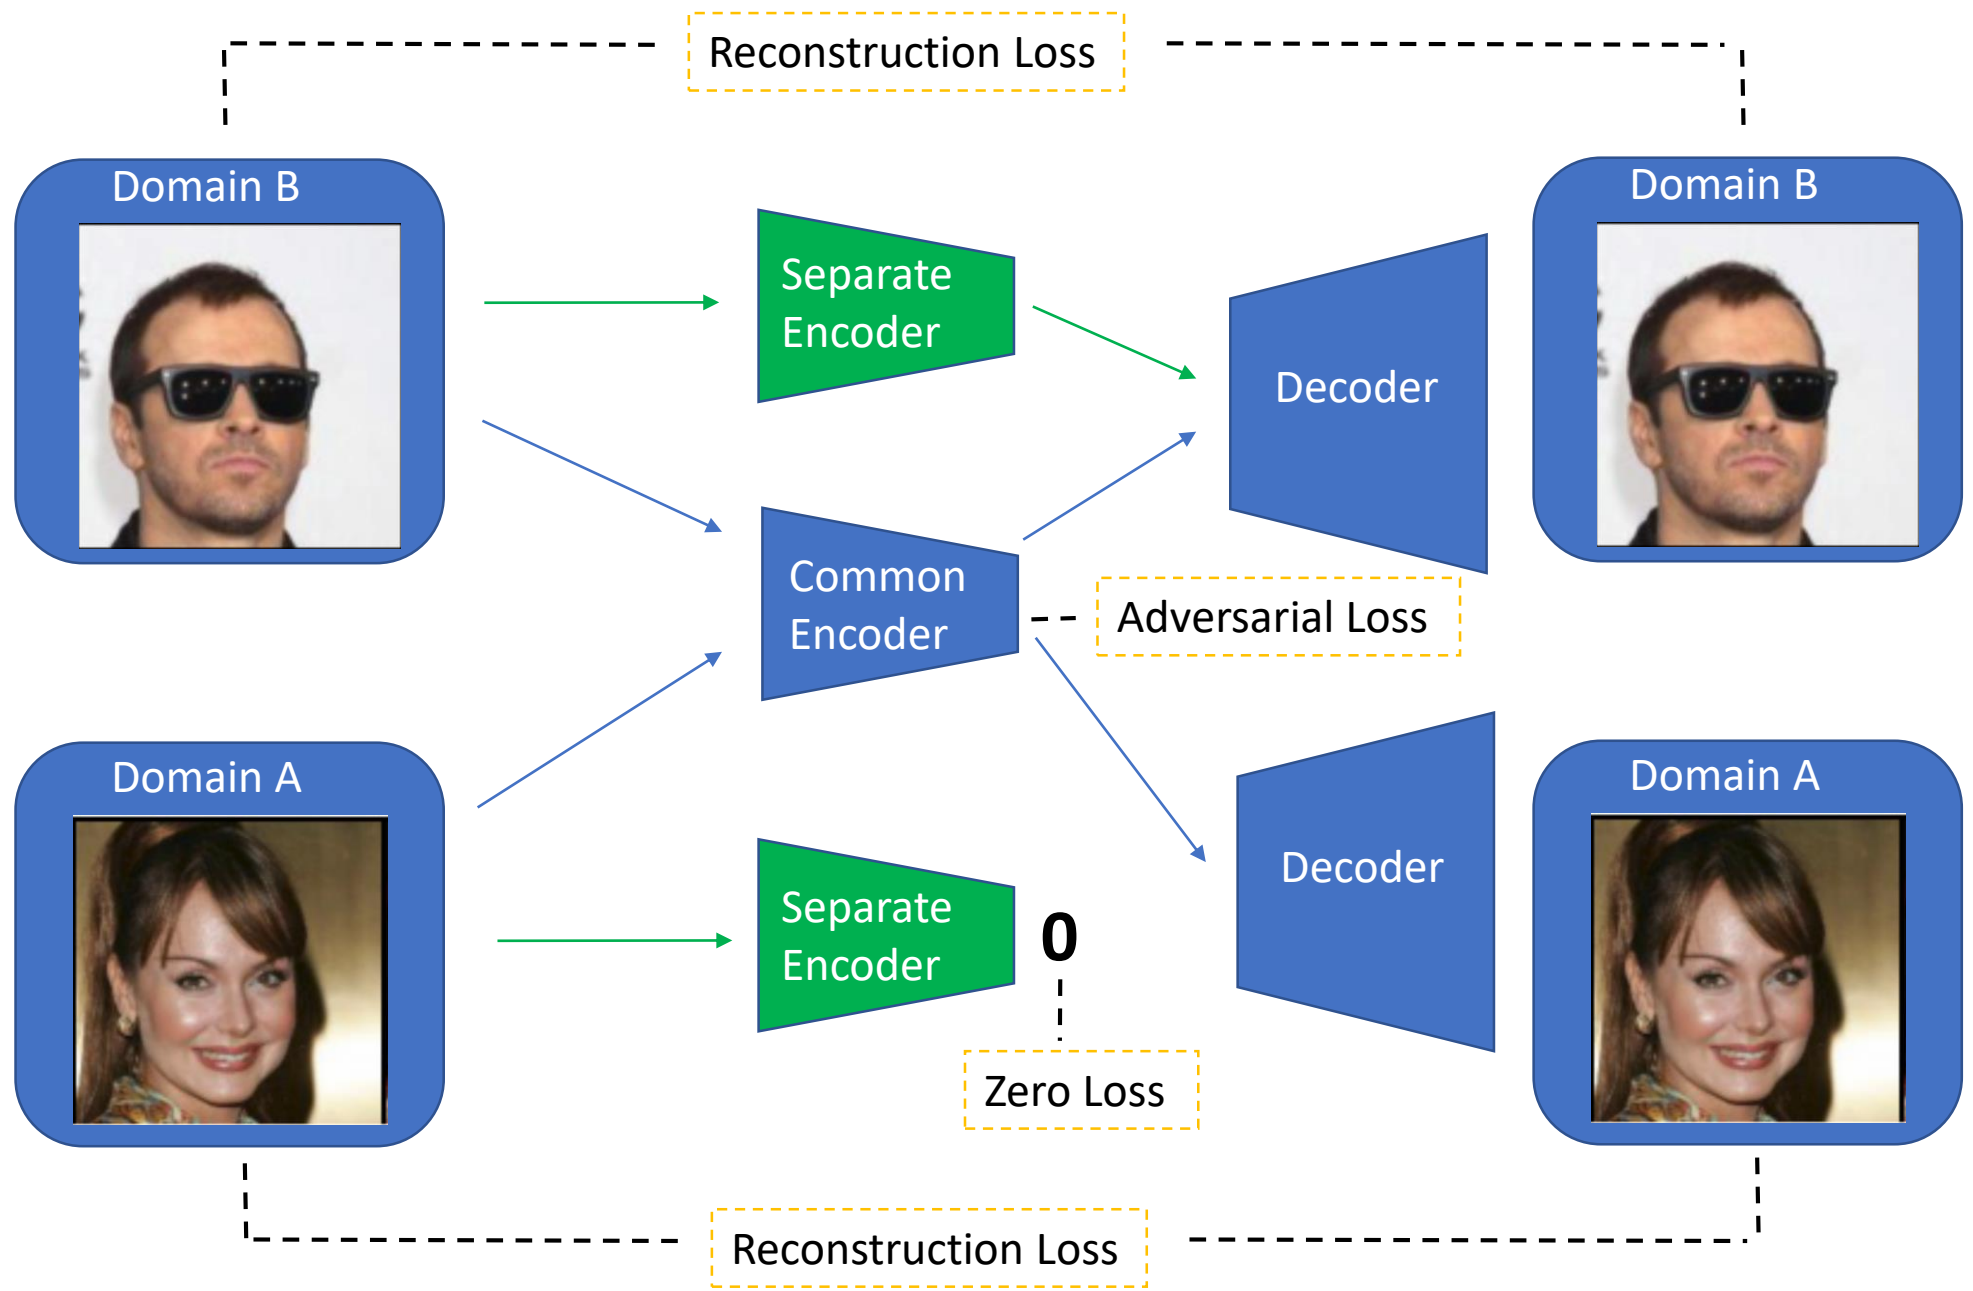 Reconstruction Loss
Domain B
Domain B
Separate
Encoder
Decoder
Common
Encoder
Adversarial Loss
Domain A
Domain A
Separate
Encoder
0
Decoder
Zero Loss
Reconstruction Loss